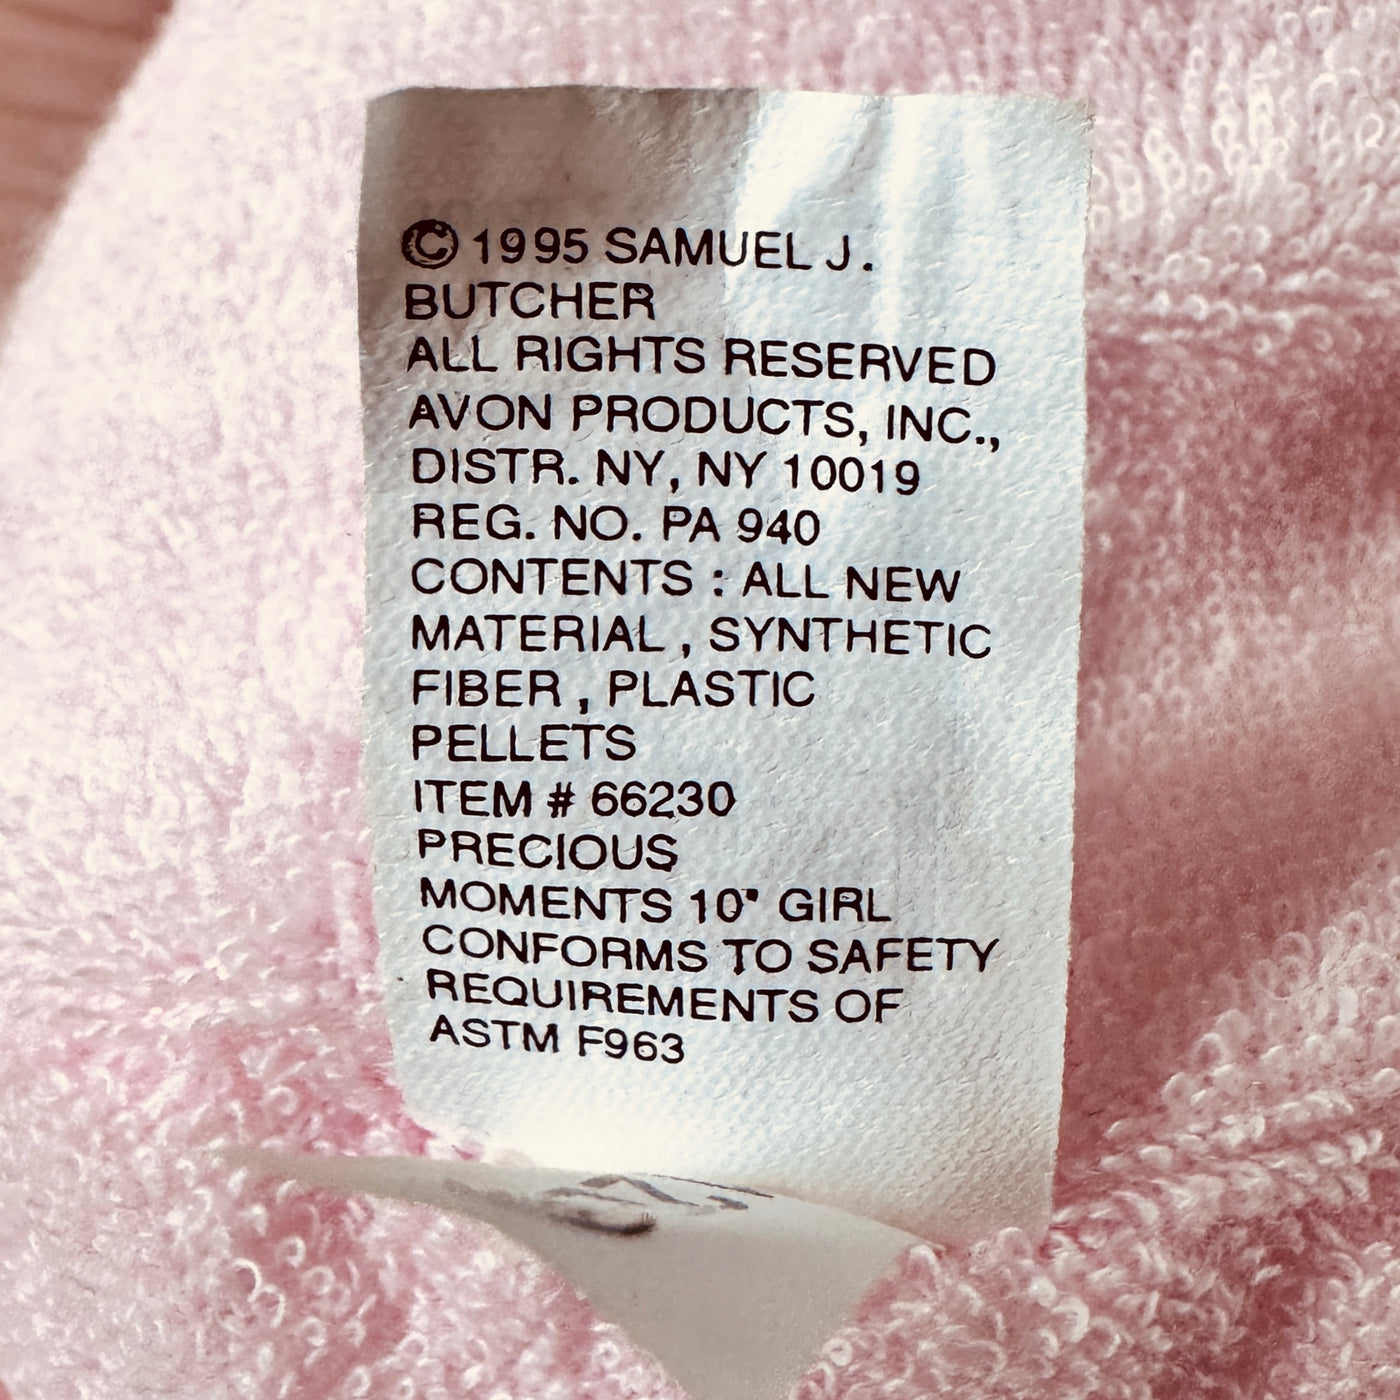 © 1995 SAMUEL J.
BUTCHER
ALL RIGHTS RESERVED
AVON PRODUCTS, INC.,
DISTR. NY, NY 10019
REG. NO. PA 940
CONTENTS : ALL NEW
MATERIAL , SYNTHETIC
FIBER , PLASTIC
PELLETS
ITEM # 66230
PRECIOUS
MOMENTS 10" GIRL
CONFORMS TO SAFETY
REQUIREMENTS OF
ASTM F963